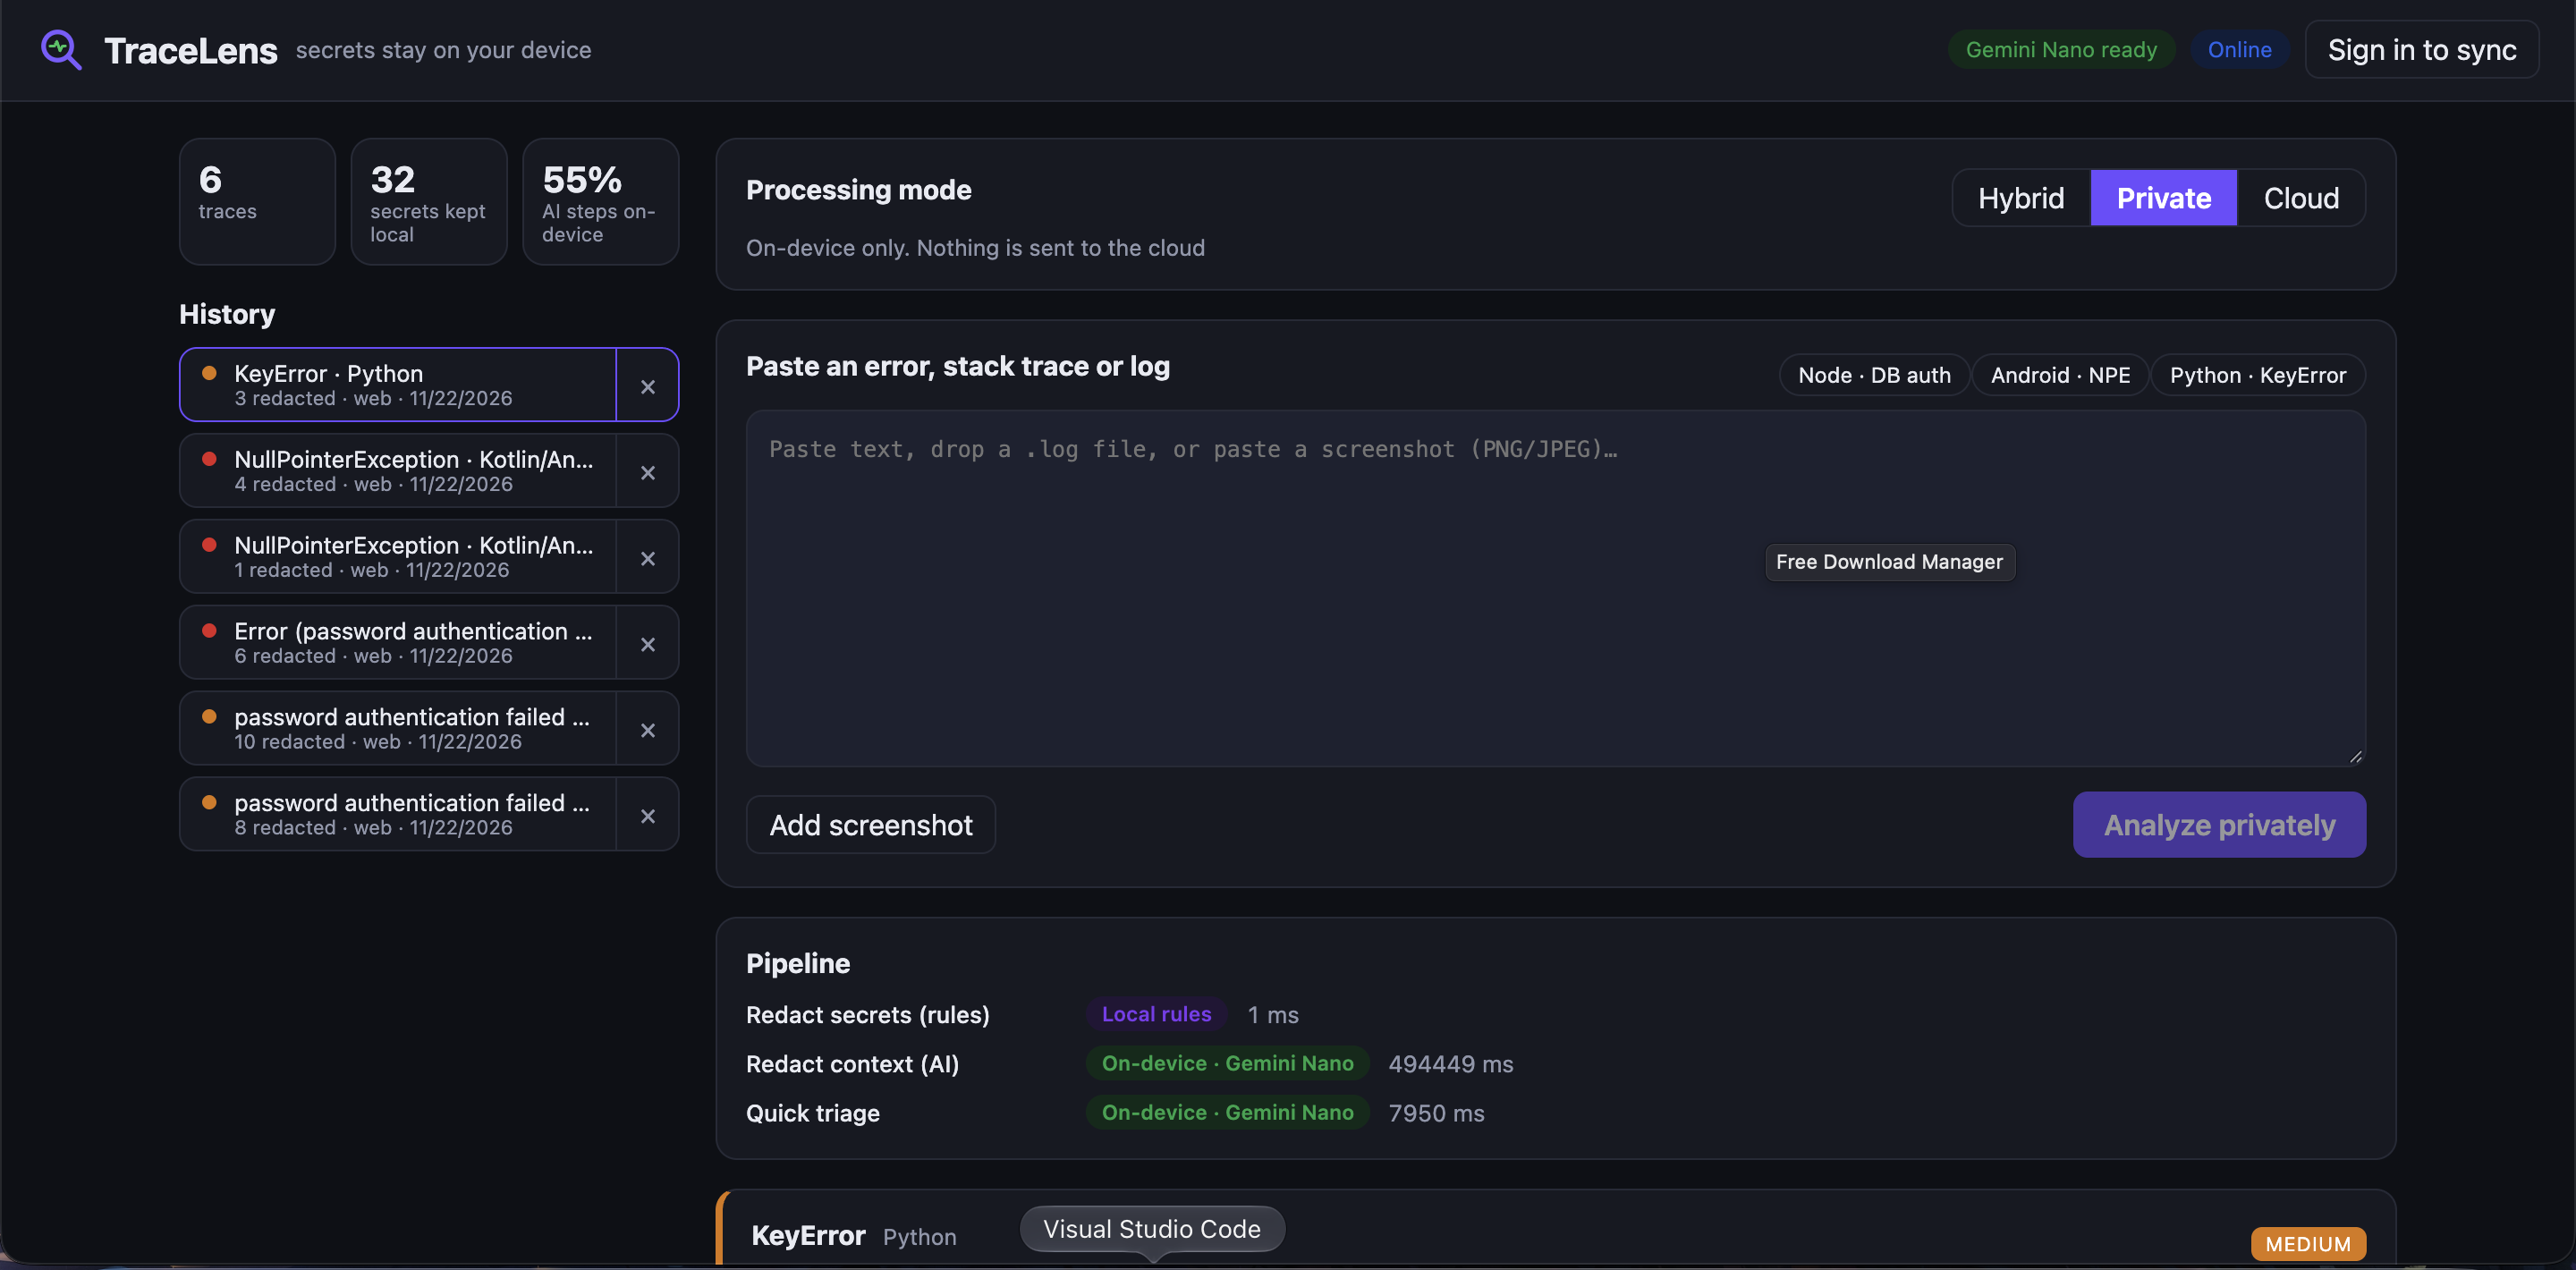 TraceLens secrets stay on your device
Gemini Nano ready Online Sign in to sync
6
traces
32
secrets kept
local
55%
AI steps on-
device
History
KeyError · Python
3 redacted · web · 11/22/2026
×
NullPointerException · Kotlin/An...
4 redacted · web · 11/22/2026
×
NullPointerException · Kotlin/An...
1 redacted · web · 11/22/2026
×
Error (password authentication ...
6 redacted · web · 11/22/2026
×
password authentication failed ...
10 redacted · web · 11/22/2026
×
password authentication failed ...
8 redacted · web · 11/22/2026
×
Processing mode
Hybrid Private Cloud
On-device only. Nothing is sent to the cloud
Paste an error, stack trace or log
Node · DB auth Android · NPE Python · KeyError
Paste text, drop a .log file, or paste a screenshot (PNG/JPEG)…
Free Download Manager
Add screenshot Analyze privately
Pipeline
Redact secrets (rules) Local rules 1 ms
Redact context (AI) On-device · Gemini Nano 494449 ms
Quick triage On-device · Gemini Nano 7950 ms
KeyError Python
Visual Studio Code
MEDIUM